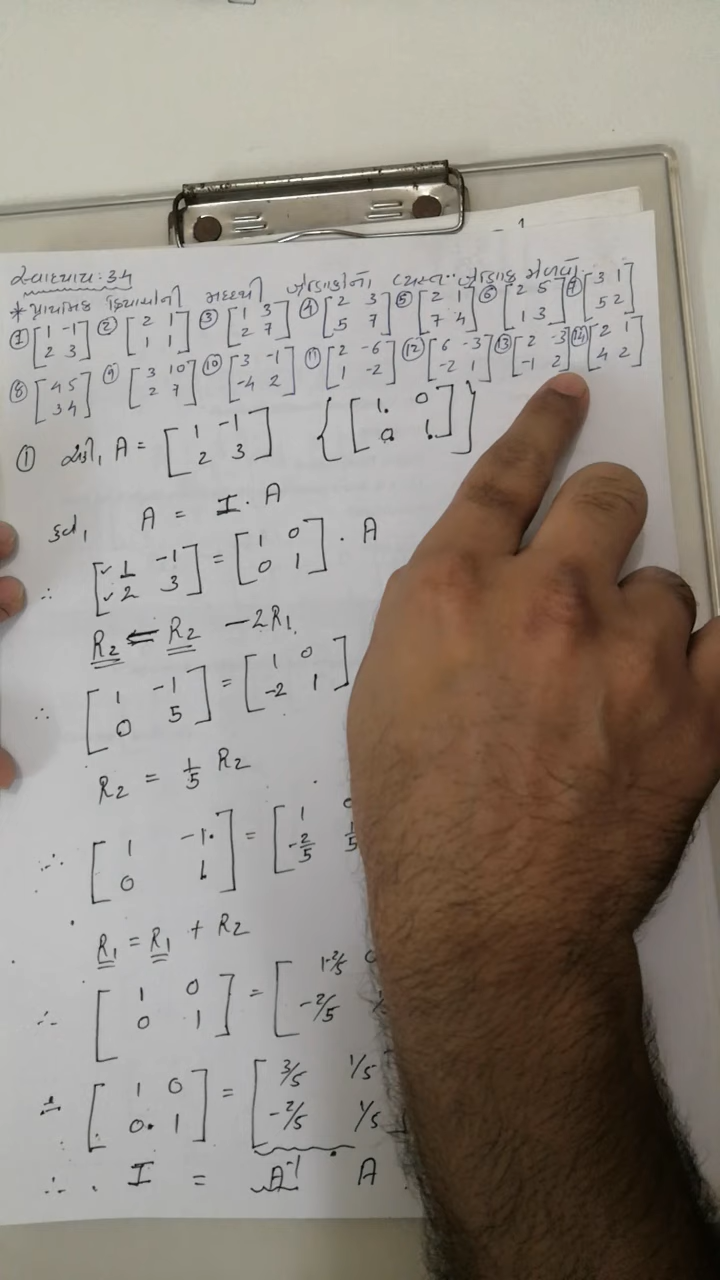 સ્વાધ્યાય: 3.4
* પ્રાથમિક ક્રિયાઓની મદદથી શ્રેણિકોના વ્યસ્ત શ્રેણિક મેળવો.
① [1 -1 ② [2 1 ③ [1 3 ④ [2 3 ⑤ [2 1 ⑥ [2 5 ⑦ [3 1
2 3] 1 1] 2 7] 5 7] 7 4] 1 3] 5 2]
⑧ [4 5 ⑨ [3 10 ⑩ [3 -1 ⑪ [2 -6 ⑫ [6 -3 ⑬ [2 -3 ⑭ [2 1
3 4] 2 7] -4 2] 1 -2] -2 1] -1 2] 4 2]
① ધારો, A = [1 -1 { [1. 0
2 3] 0. 1.] }
હવે, A = I . A
∴ [✓1 -1 = [1 0 . A
✓2 3] 0 1]
R2 = R2 - 2R1
∴ [1 -1 = [1 0
0 5] -2 1]
R2 = 1/5 R2
∴ [1 -1. = [1
0 1] -2/5 1/5
R1 = R1 + R2
∴ [1 0 = [1-2/5
0 1] -2/5
∴ [1 0 = [3/5 1/5
0. 1] -2/5 1/5]
∴ I = A⁻¹ A